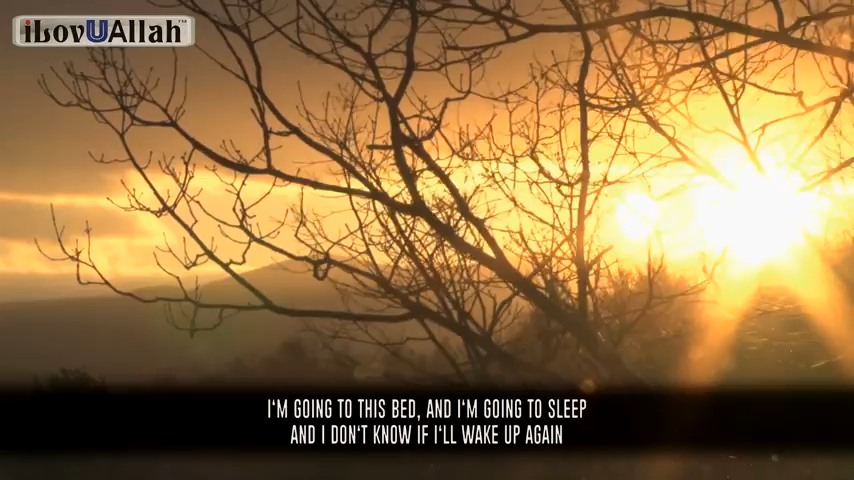 iLovUAllah™
I'M GOING TO THIS BED, AND I'M GOING TO SLEEP
AND I DON'T KNOW IF I'LL WAKE UP AGAIN